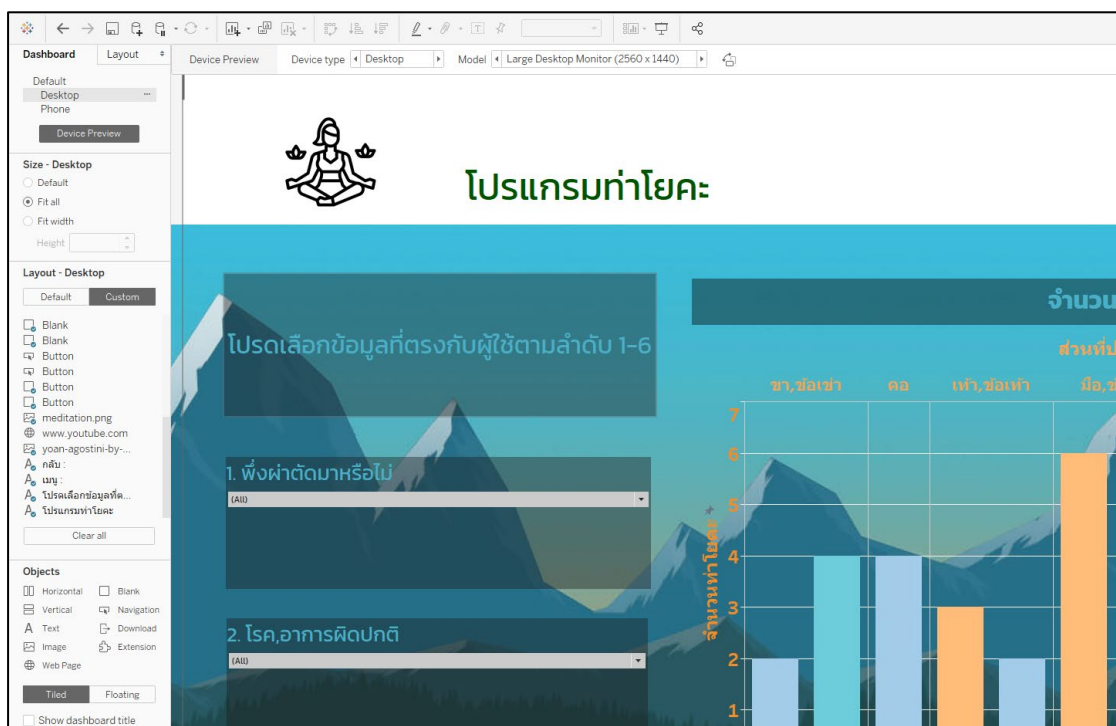 Dashboard Layout
Device Preview Device type Desktop Model Large Desktop Monitor (2560 x 1440)
Default
Desktop
Phone
Device Preview
Size - Desktop
Default
Fit all
Fit width
Height
Layout - Desktop
Default Custom
Blank
Blank
Button
Button
Button
Button
meditation.png
www.youtube.com
yoan-agostini-by-...
กลับ :
เมนู :
โปรดเลือกข้อมูลที่ต...
โปรแกรมท่าโยคะ
Clear all
Objects
Horizontal Blank
Vertical Navigation
Text Download
Image Extension
Web Page
Tiled Floating
Show dashboard title
โปรแกรมท่าโยคะ
โปรดเลือกข้อมูลที่ตรงกับผู้ใช้ตามลำดับ 1-6
1. พึ่งผ่าตัดมาหรือไม่
(All)
2. โรค,อาการผิดปกติ
(All)
จำนวน
ส่วนที่ป
ขา,ข้อเข่า คอ เท้า,ข้อเท้า มือ,ข
จำนวนท่าโยคะ
7
6
5
4
3
2
1